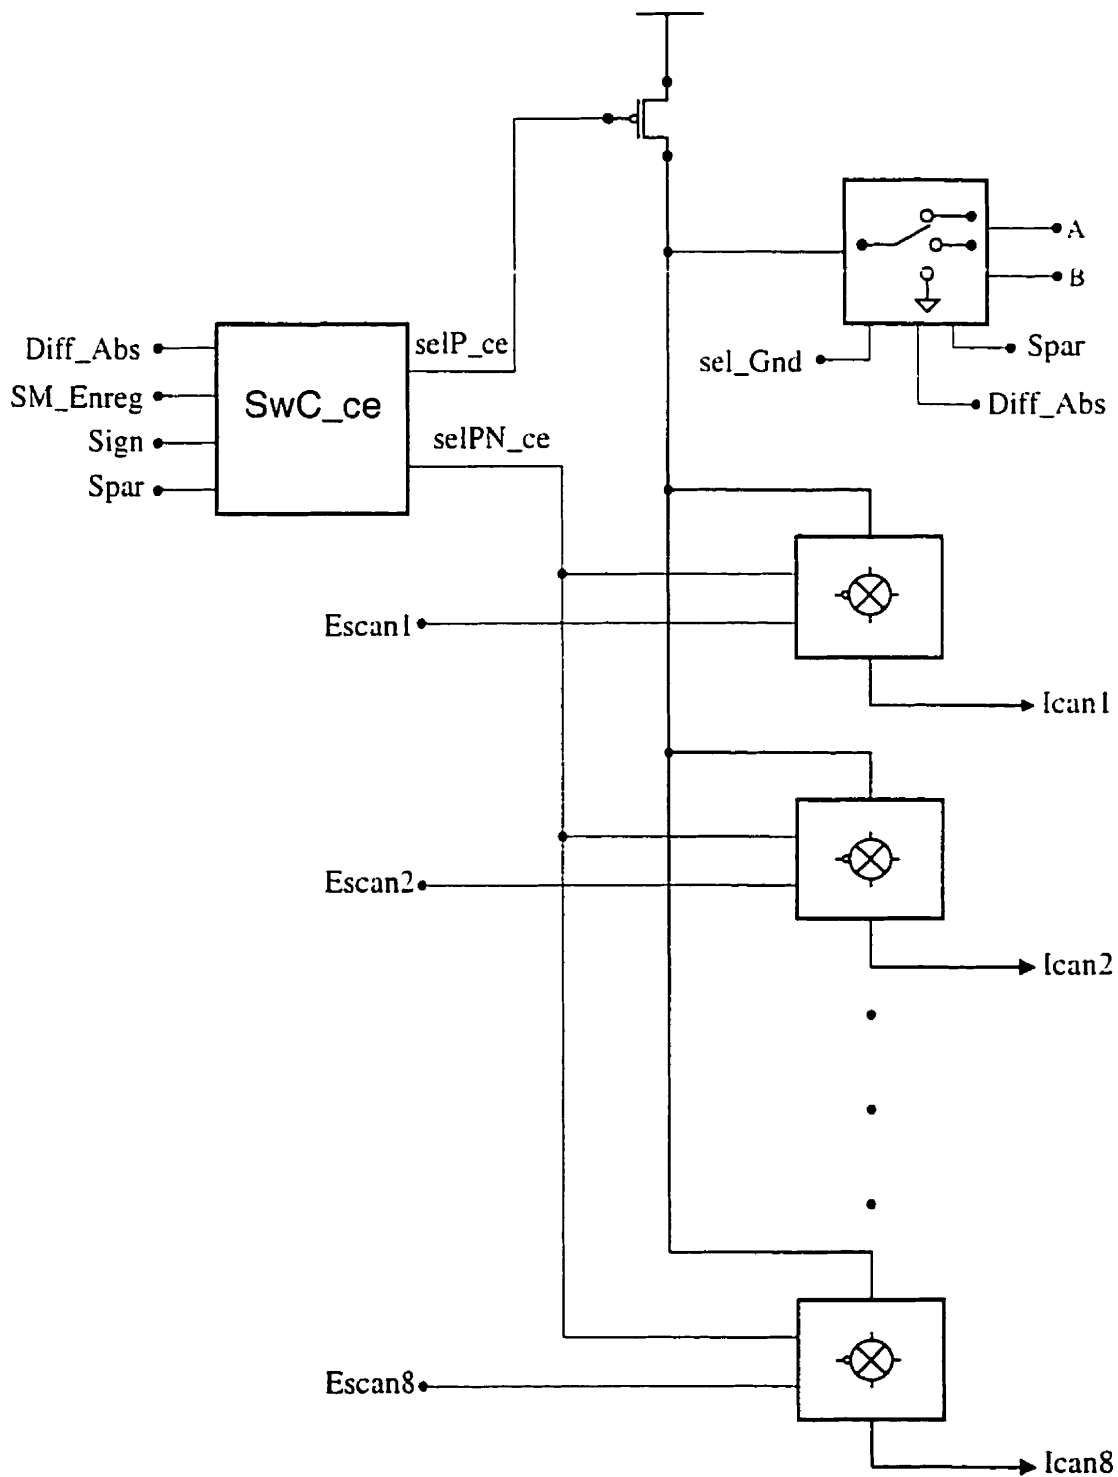 selP_ce
Diff_Abs
SM_Enreg
Sign
Spar
SwC_ce
selPN_ce
A
B
sel_Gnd
Spar
Diff_Abs
Escan1
Ican1
Escan2
Ican2
Escan8
Ican8